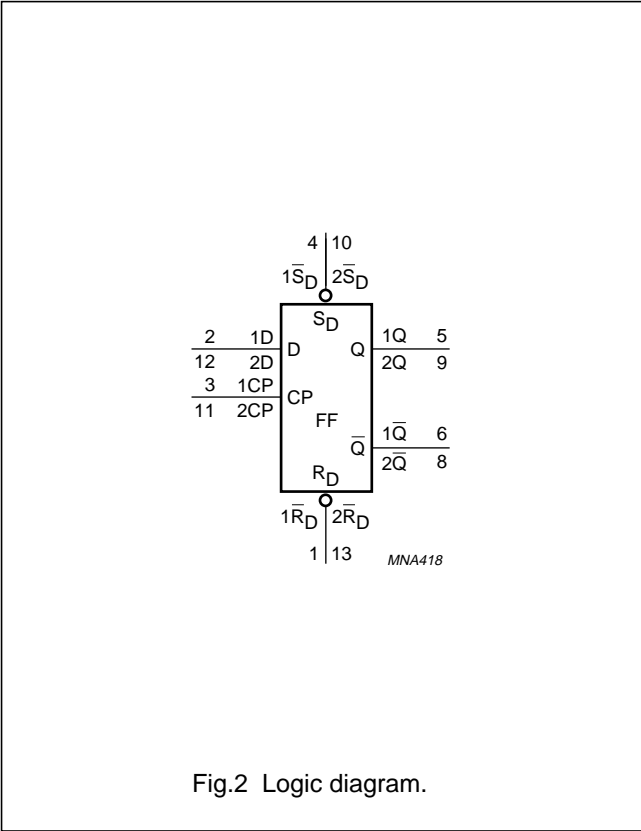 4 10
1S̅D 2S̅D
SD
2 1D D Q 1Q 5
12 2D 2Q 9
3 1CP CP
11 2CP
FF
Q̅ 1Q̅ 6
2Q̅ 8
RD
1R̅D 2R̅D
1 13
MNA418
Fig.2 Logic diagram.